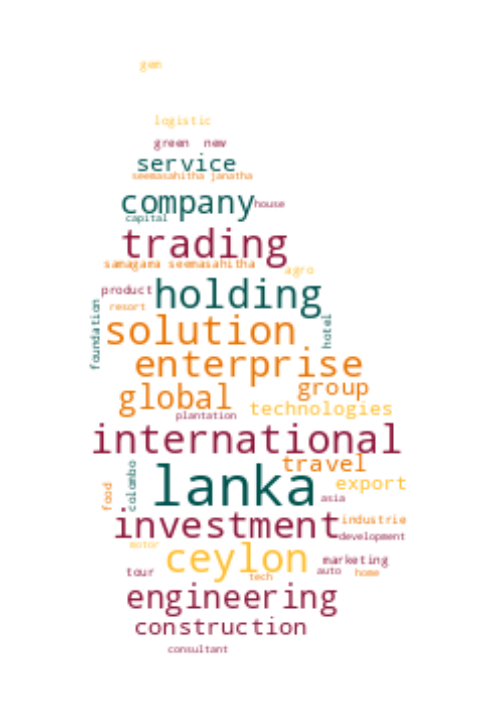 gem
logistic
green new
service
seemasahitha janatha
company house
capital
trading
samagama seemasahitha
agro
product holding
resort
foundation
solution
hotel
enterprise
global group
technologies
plantation
international
travel
lanka
export
food
colombo
asia
investment industrie
development
motor ceylon marketing
tour auto home
tech
engineering
construction
consultant